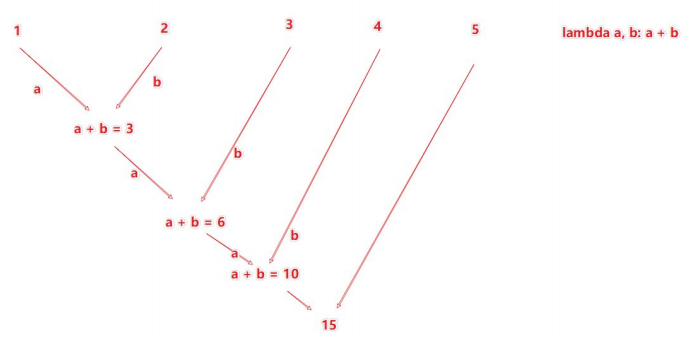 1
2
3
4
5
lambda a, b: a + b
a
b
a + b = 3
a
b
a + b = 6
a
b
a + b = 10
15